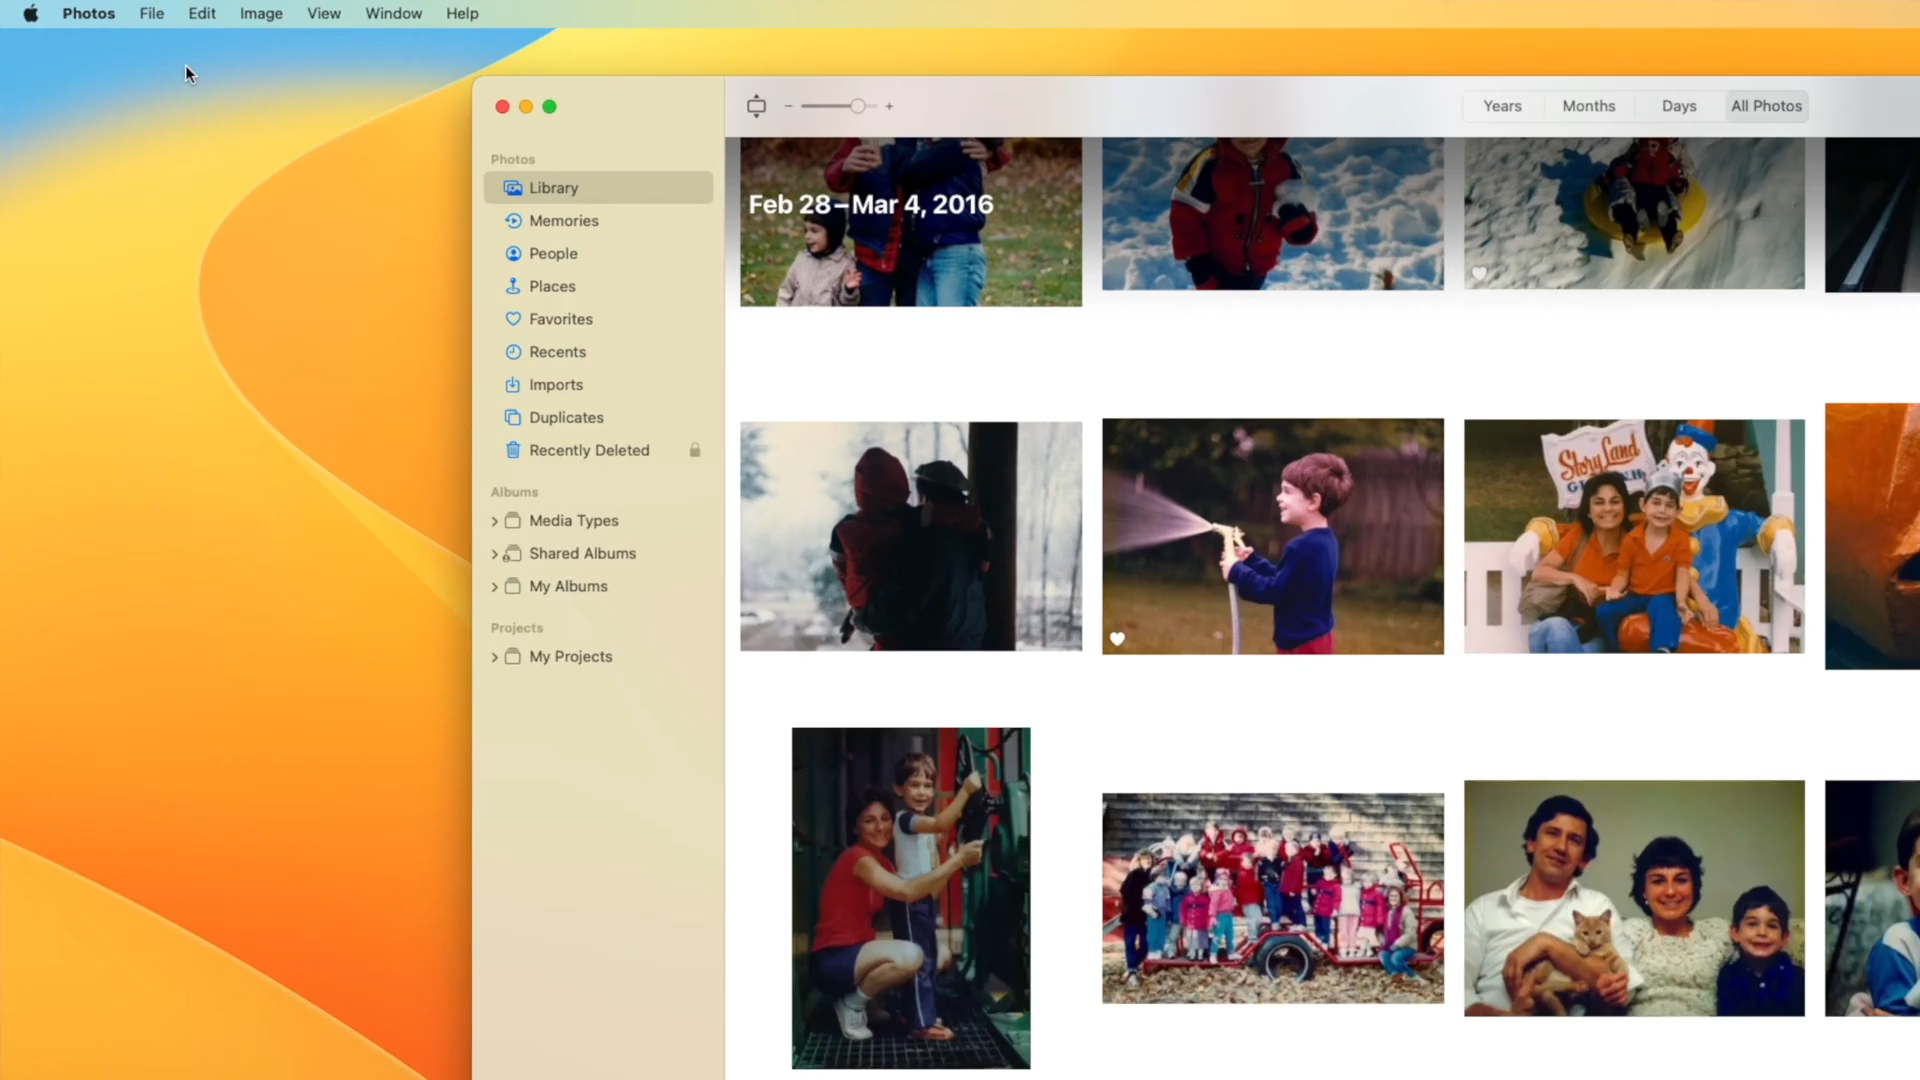 Photos File Edit Image View Window Help
Years Months Days All Photos
Photos
Library
Memories
People
Places
Favorites
Recents
Imports
Duplicates
Recently Deleted
Albums
Media Types
Shared Albums
My Albums
Projects
My Projects
Feb 28–Mar 4, 2016
Story Land